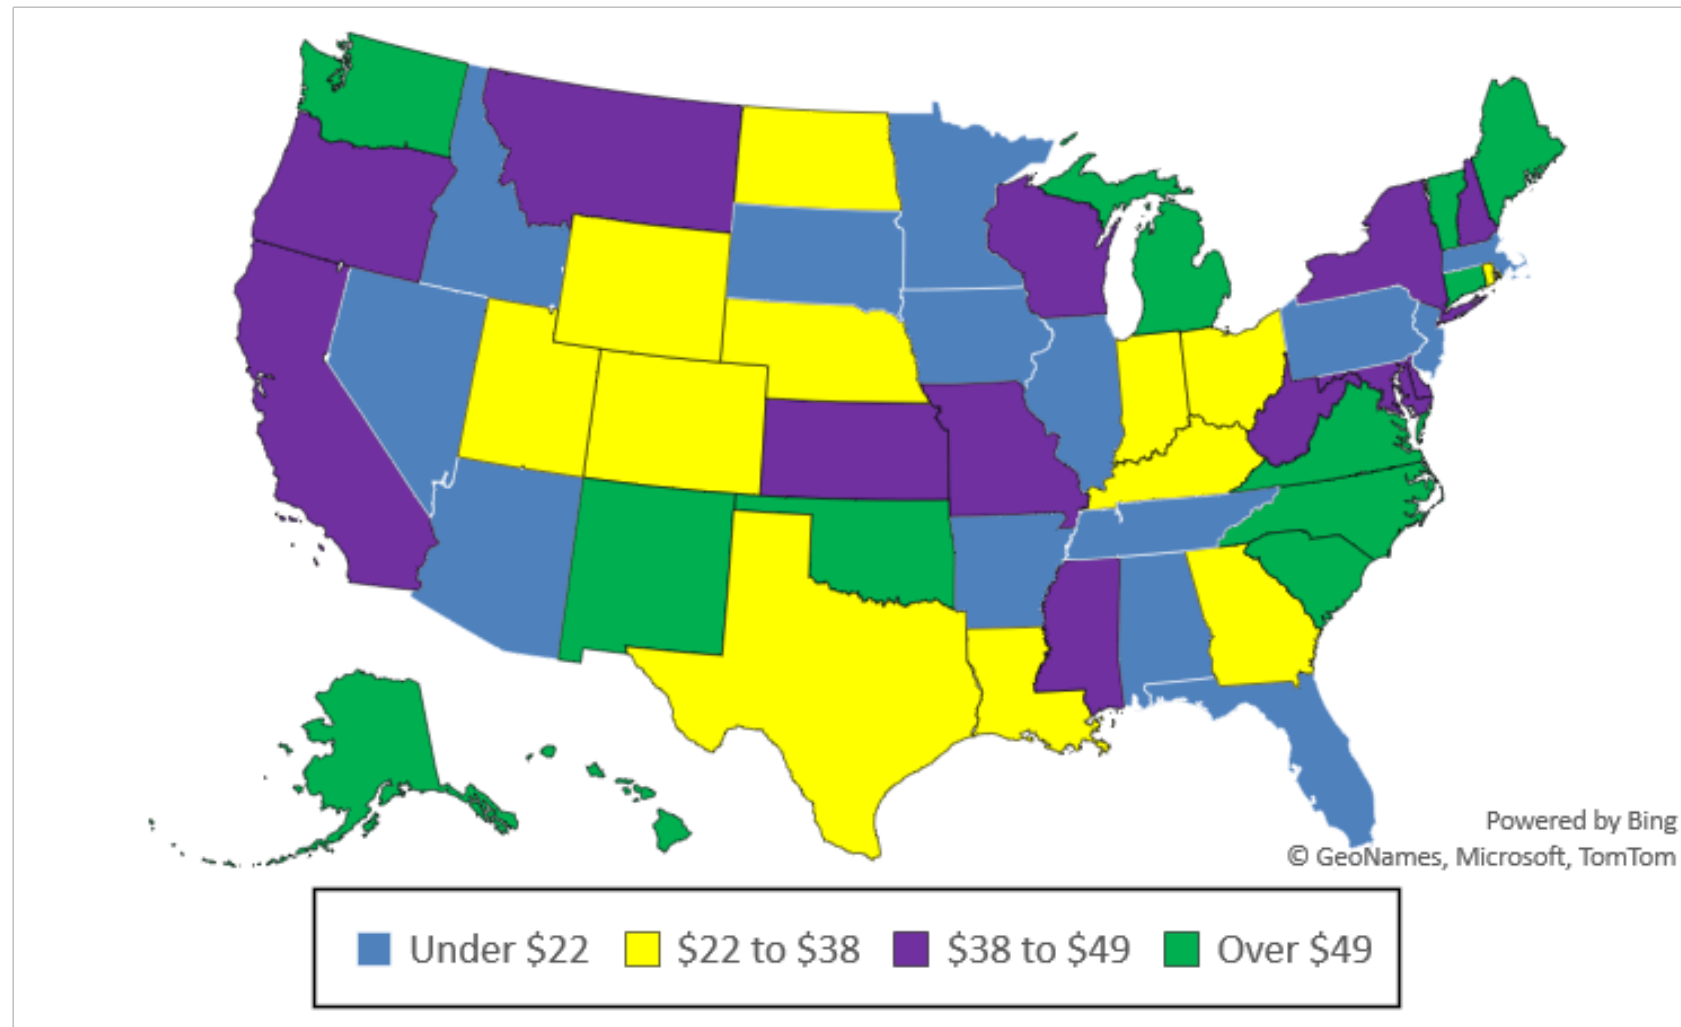 Powered by Bing
© GeoNames, Microsoft, TomTom
Under $22 $22 to $38 $38 to $49 Over $49